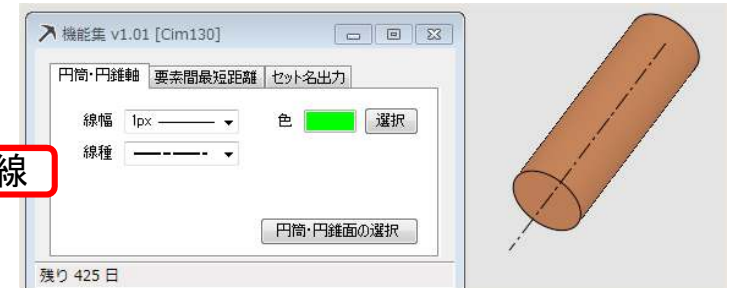 機能集 v1.01 [Cim130]
円筒・円錐軸 要素間最短距離 セット名出力
線幅 1px 色 選択
線種
線
円筒・円錐面の選択
残り 425 日